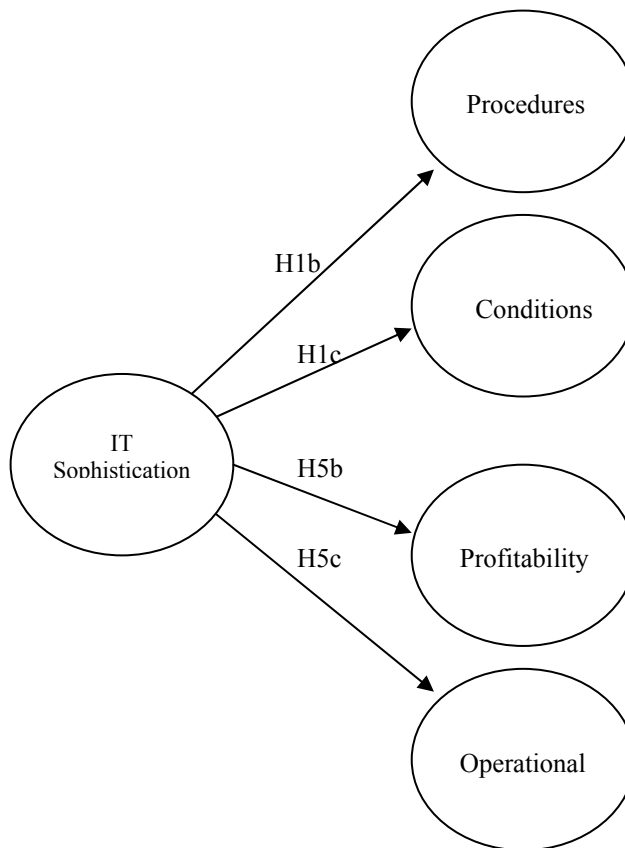 Procedures
H1b
Conditions
H1c
IT
Sophistication
H5b
Profitability
H5c
Operational